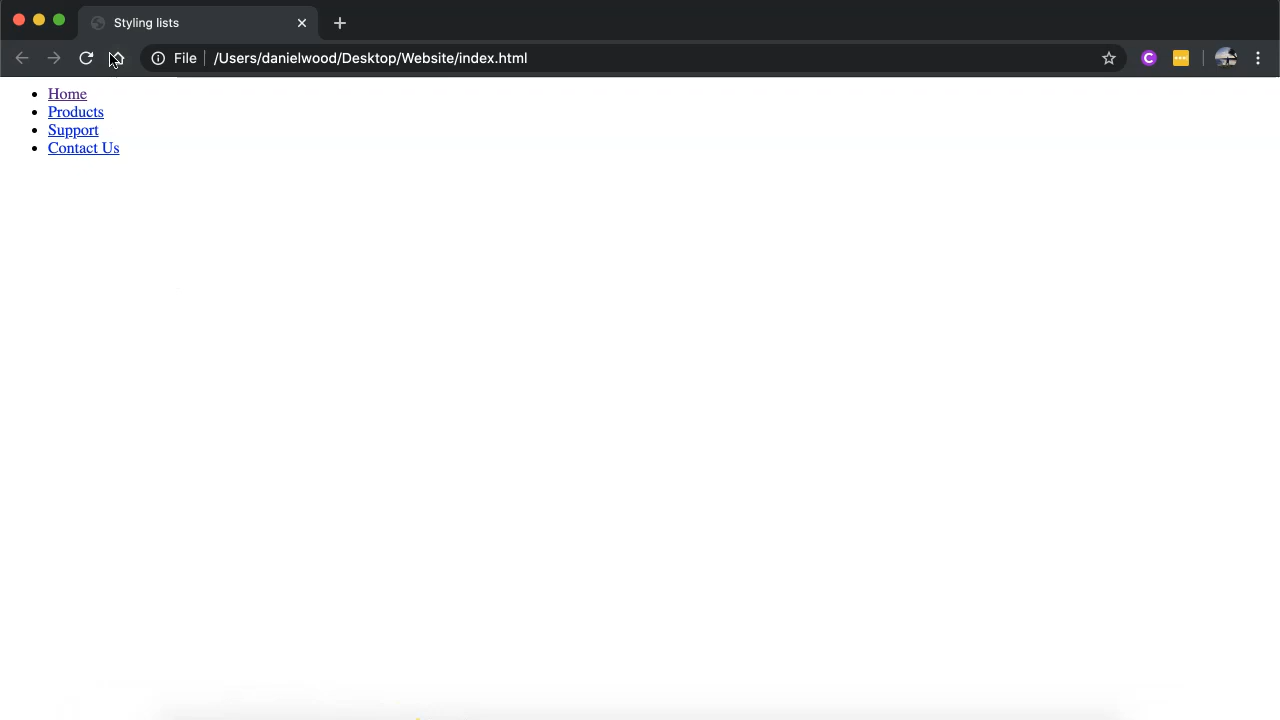 Styling lists
File /Users/danielwood/Desktop/Website/index.html
C
Home
Products
Support
Contact Us